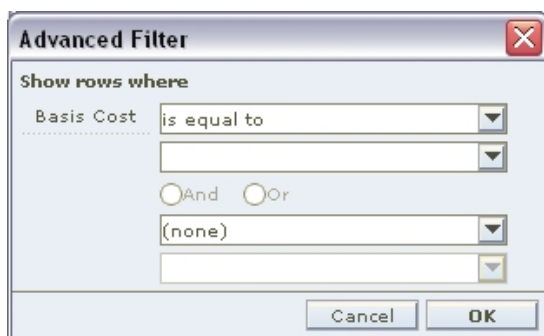 Advanced Filter
Show rows where
Basis Cost is equal to
And Or
(none)
Cancel OK